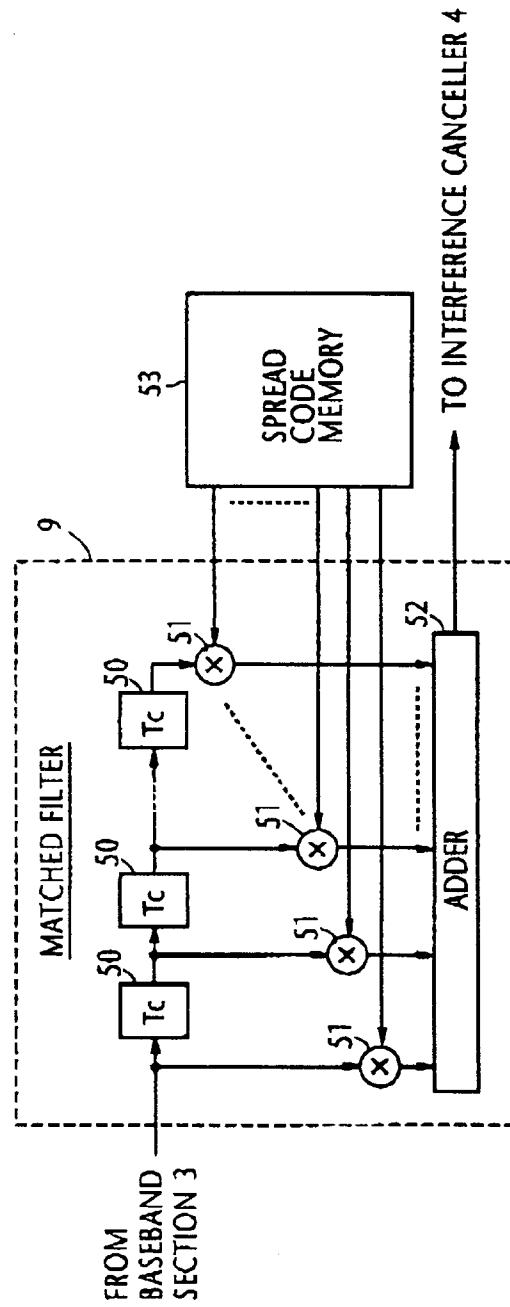 FROM
BASEBAND
SECTION 3
MATCHED FILTER
9
50
Tc
50
Tc
50
Tc
51
×
51
×
51
×
51
×
53
SPREAD
CODE
MEMORY
52
ADDER
TO INTERFERENCE CANCELLER 4